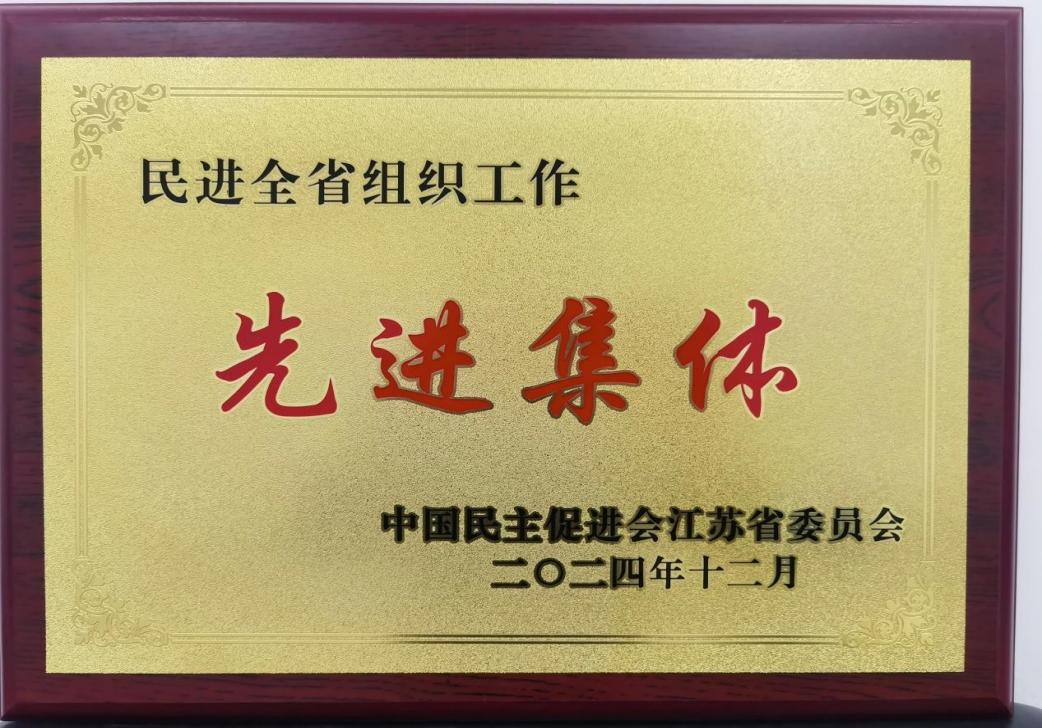 民进全省组织工作
先进集体
中国民主促进会江苏省委员会
二〇二四年十二月